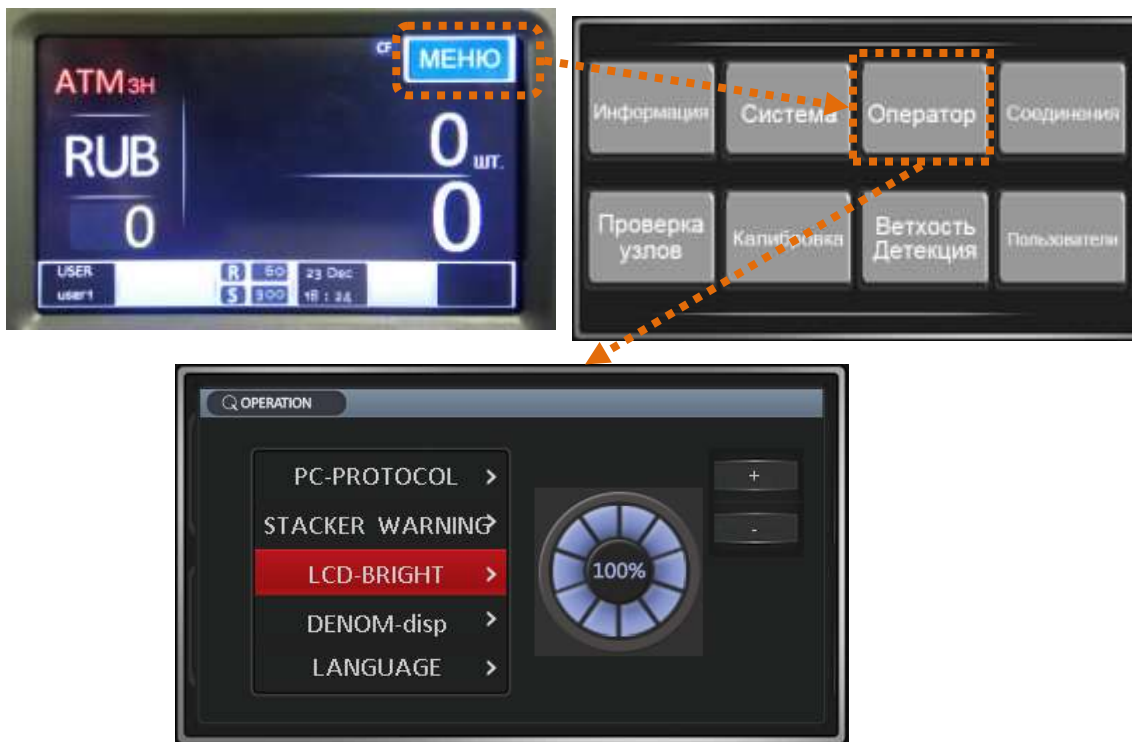 CF МЕНЮ
АТМ ЗН
RUB
0 шт.
0
0
USER
user1
R 60 23 Dec
S 300 18 : 24
Информация Система Оператор Соединения
Проверка узлов Калибровка Ветхость Детекция Пользователи
OPERATION
PC-PROTOCOL >
STACKER WARNING>
LCD-BRIGHT >
DENOM-disp >
LANGUAGE >
100%
+
-